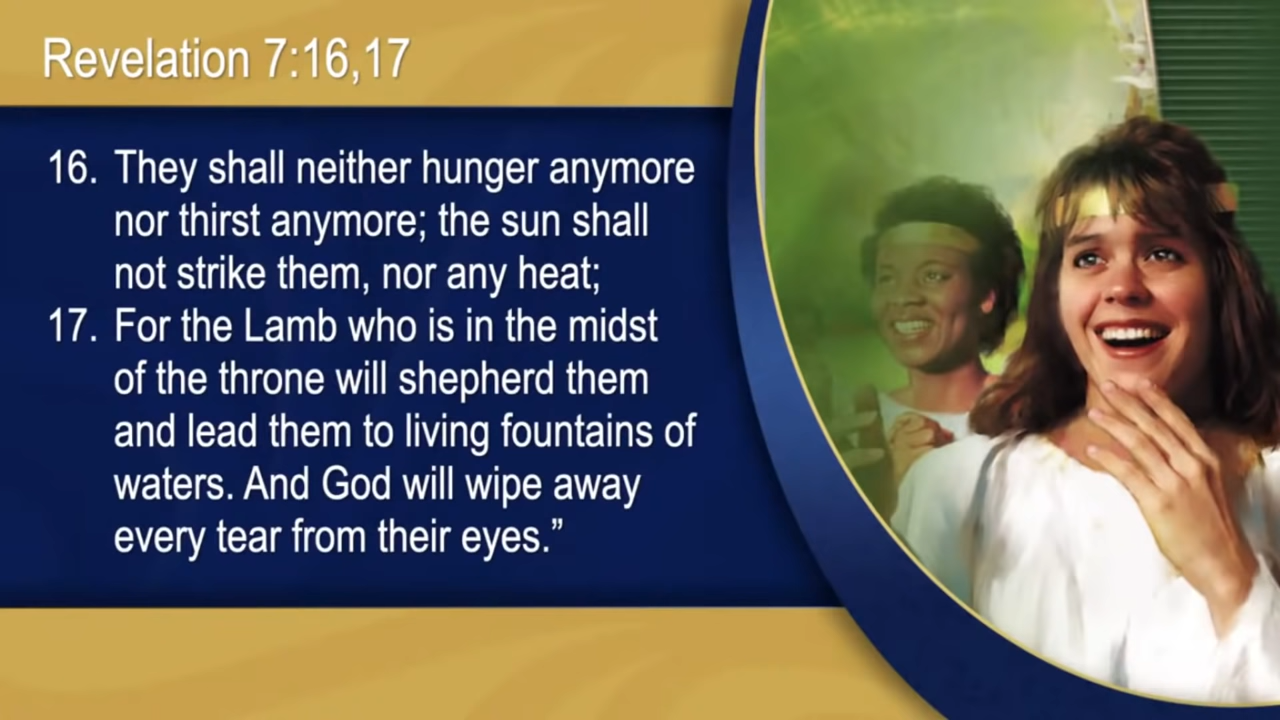 Revelation 7:16,17
16. They shall neither hunger anymore
nor thirst anymore; the sun shall
not strike them, nor any heat;
17. For the Lamb who is in the midst
of the throne will shepherd them
and lead them to living fountains of
waters. And God will wipe away
every tear from their eyes.”